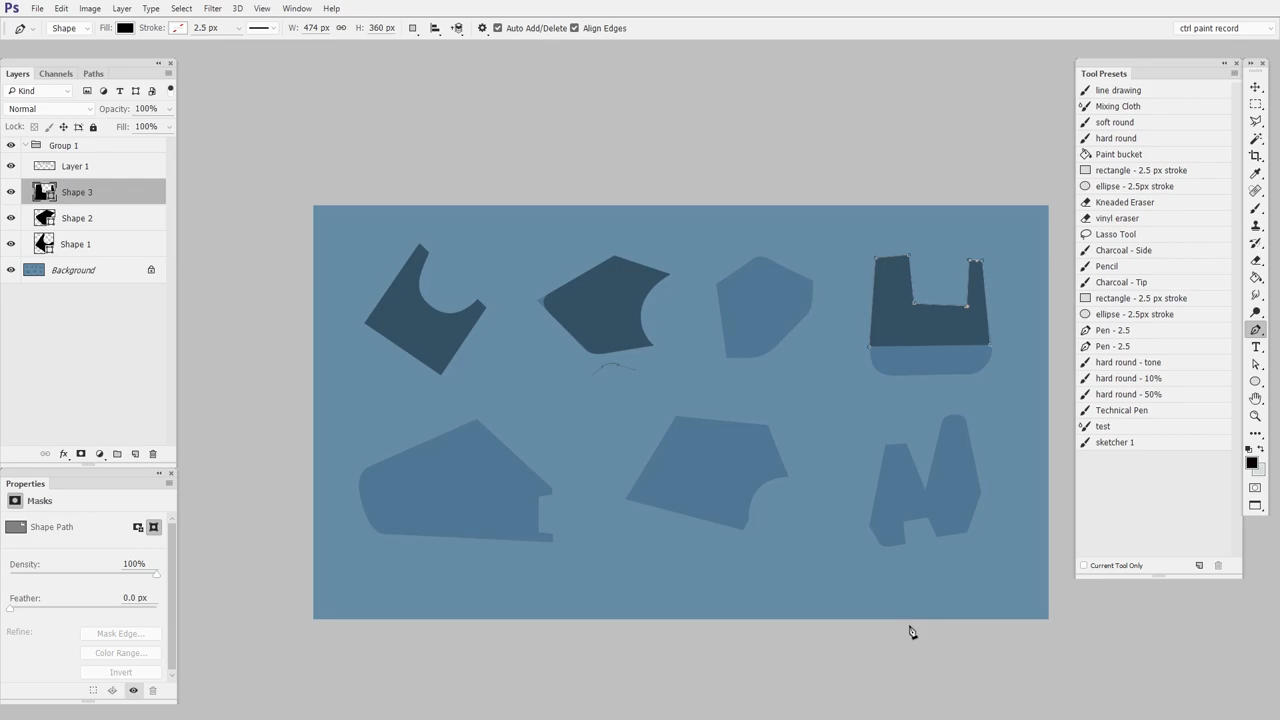 Ps File Edit Image Layer Type Select Filter 3D View Window Help
Shape Fill: Stroke: 2.5 px W: 474 px H: 360 px Auto Add/Delete Align Edges ctrl paint record
Layers Channels Paths
Kind
Normal Opacity: 100%
Lock: Fill: 100%
Group 1
Layer 1
Shape 3
Shape 2
Shape 1
Background
fx
Properties
Masks
Shape Path
Density: 100%
Feather: 0.0 px
Refine: Mask Edge...
Color Range...
Invert
Tool Presets
line drawing
Mixing Cloth
soft round
hard round
Paint bucket
rectangle - 2.5 px stroke
ellipse - 2.5px stroke
Kneaded Eraser
vinyl eraser
Lasso Tool
Charcoal - Side
Pencil
Charcoal - Tip
rectangle - 2.5px stroke
ellipse - 2.5px stroke
Pen - 2.5
Pen - 2.5
hard round - tone
hard round - 10%
hard round - 50%
Technical Pen
test
sketcher 1
Current Tool Only